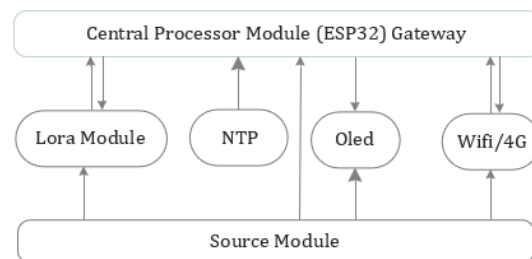 Central Processor Module (ESP32) Gateway
Lora Module
NTP
Oled
Wifi/4G
Source Module